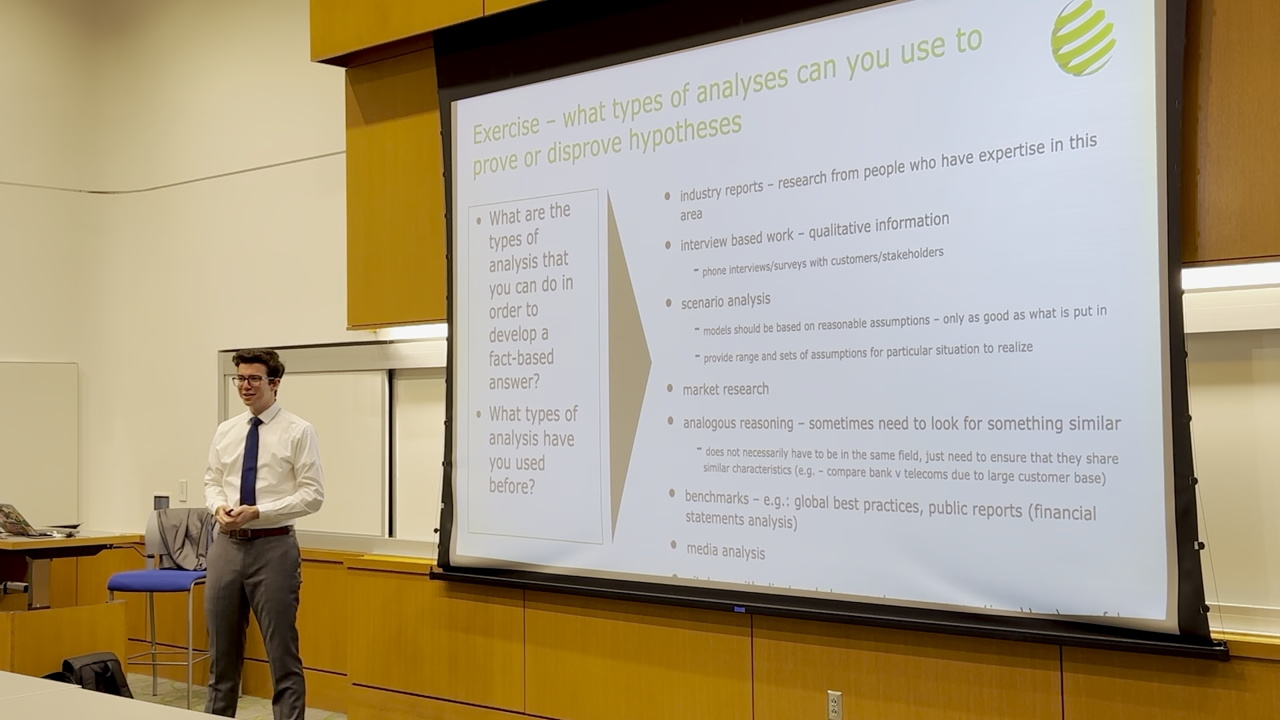 Exercise – what types of analyses can you use to
prove or disprove hypotheses
• What are the
types of
analysis that
you can do in
order to
develop a
fact-based
answer?
• What types of
analysis have
you used
before?
• industry reports – research from people who have expertise in this
area
• interview based work – qualitative information
– phone interviews/surveys with customers/stakeholders
• scenario analysis
– models should be based on reasonable assumptions – only as good as what is put in
– provide range and sets of assumptions for particular situation to realize
• market research
• analogous reasoning – sometimes need to look for something similar
– does not necessarily have to be in the same field, just need to ensure that they share
similar characteristics (e.g. – compare bank v telecoms due to large customer base)
• benchmarks – e.g.: global best practices, public reports (financial
statements analysis)
• media analysis